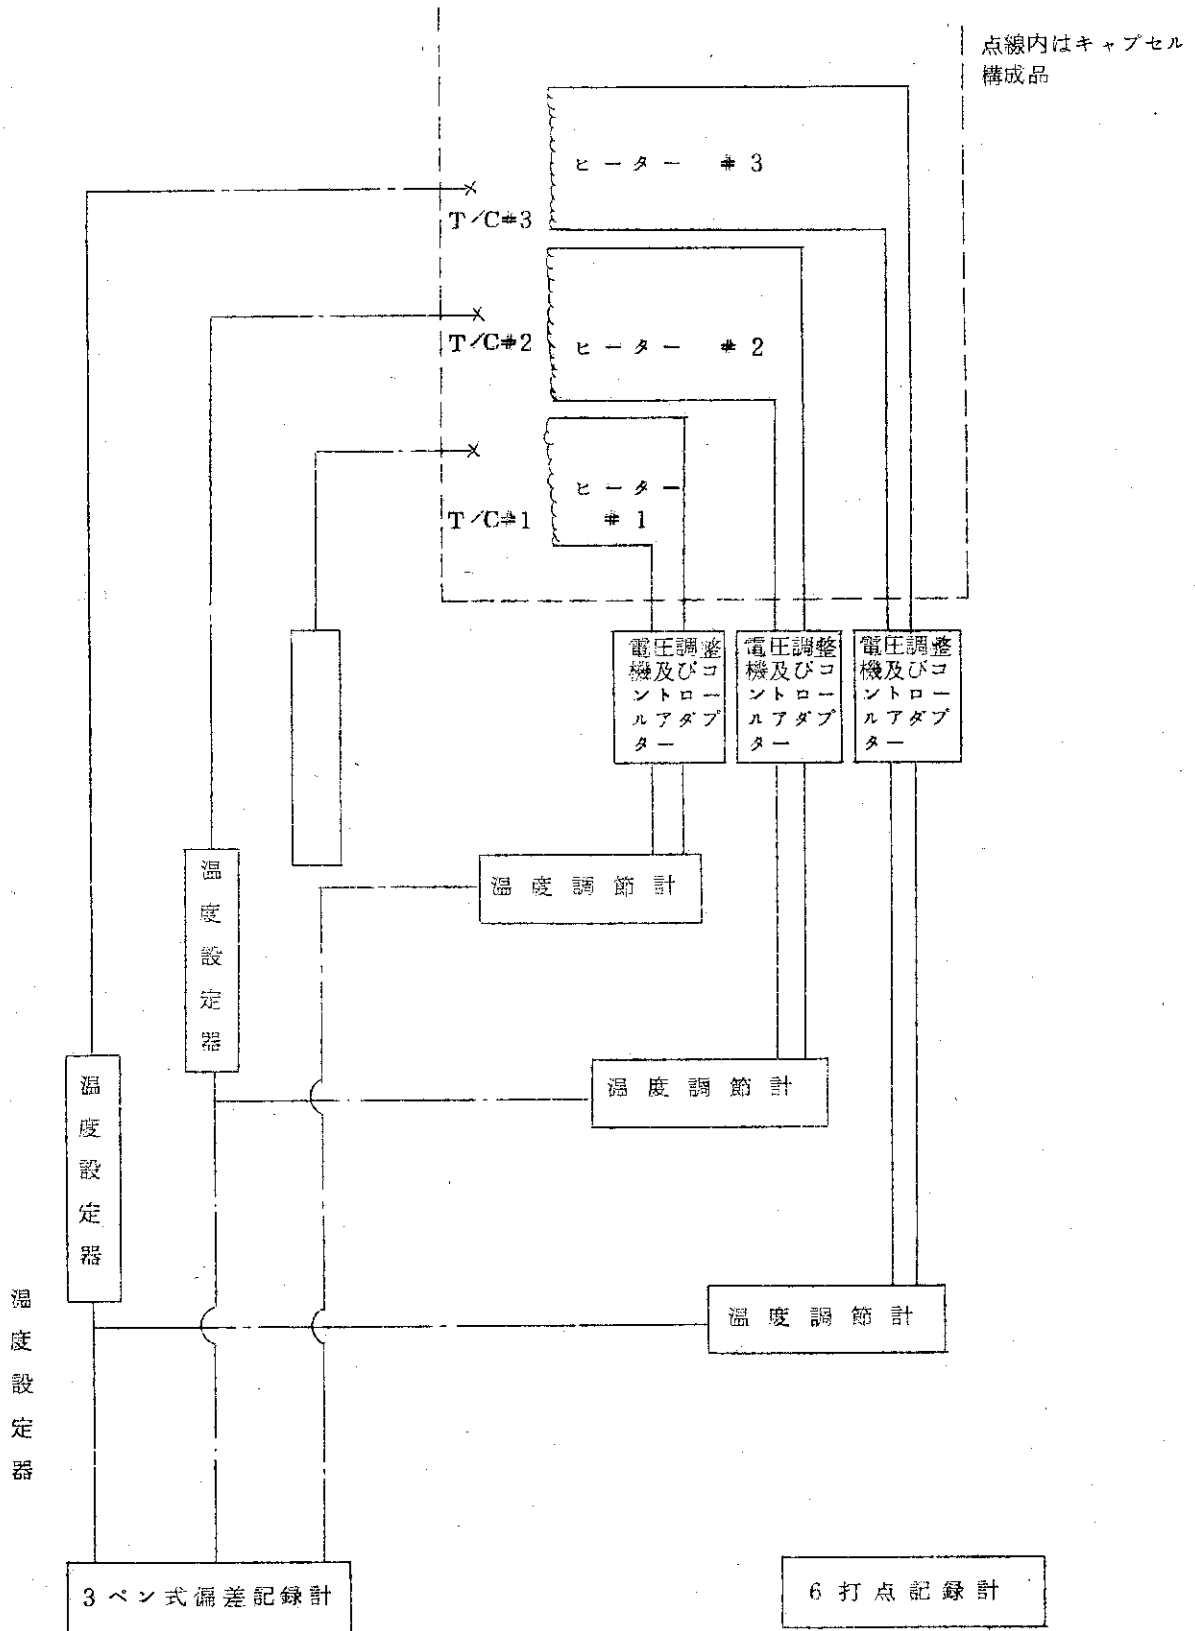 点線内はキャプセル
構成品
ヒーター #3
T/C#3
T/C#2
ヒーター #2
ヒーター
#1
T/C#1
電圧調整
機及びコ
ントロー
ルアダプ
ター
電圧調整
機及びコ
ントロー
ルアダプ
ター
電圧調整
機及びコ
ントロー
ルアダプ
ター
温度設定器
温度調節計
温度設定器
温度調節計
温度設定器
温度調節計
3ペン式偏差記録計
6打点記録計